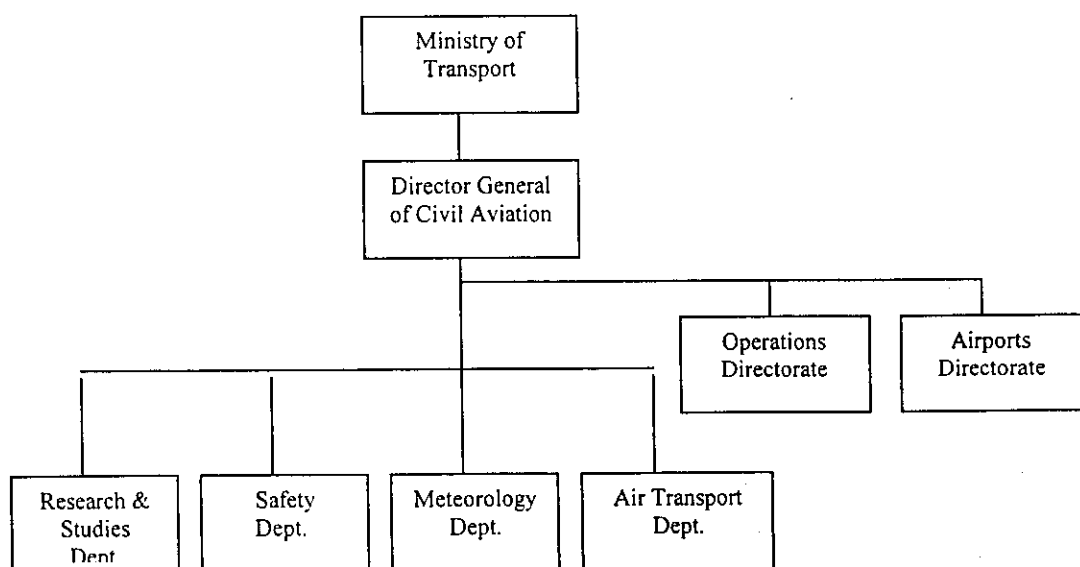 Ministry of
Transport
Director General
of Civil Aviation
Operations
Directorate
Airports
Directorate
Research &
Studies
Dept
Safety
Dept.
Meteorology
Dept.
Air Transport
Dept.